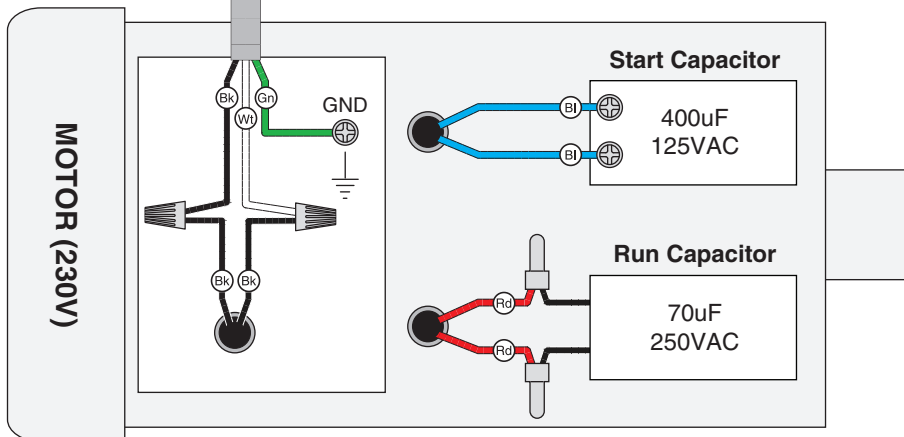 MOTOR (230V)
Bk
Wt
Gn
GND
Bk
Bk
Start Capacitor
Bl
Bl
400uF
125VAC
Run Capacitor
Rd
Rd
70uF
250VAC